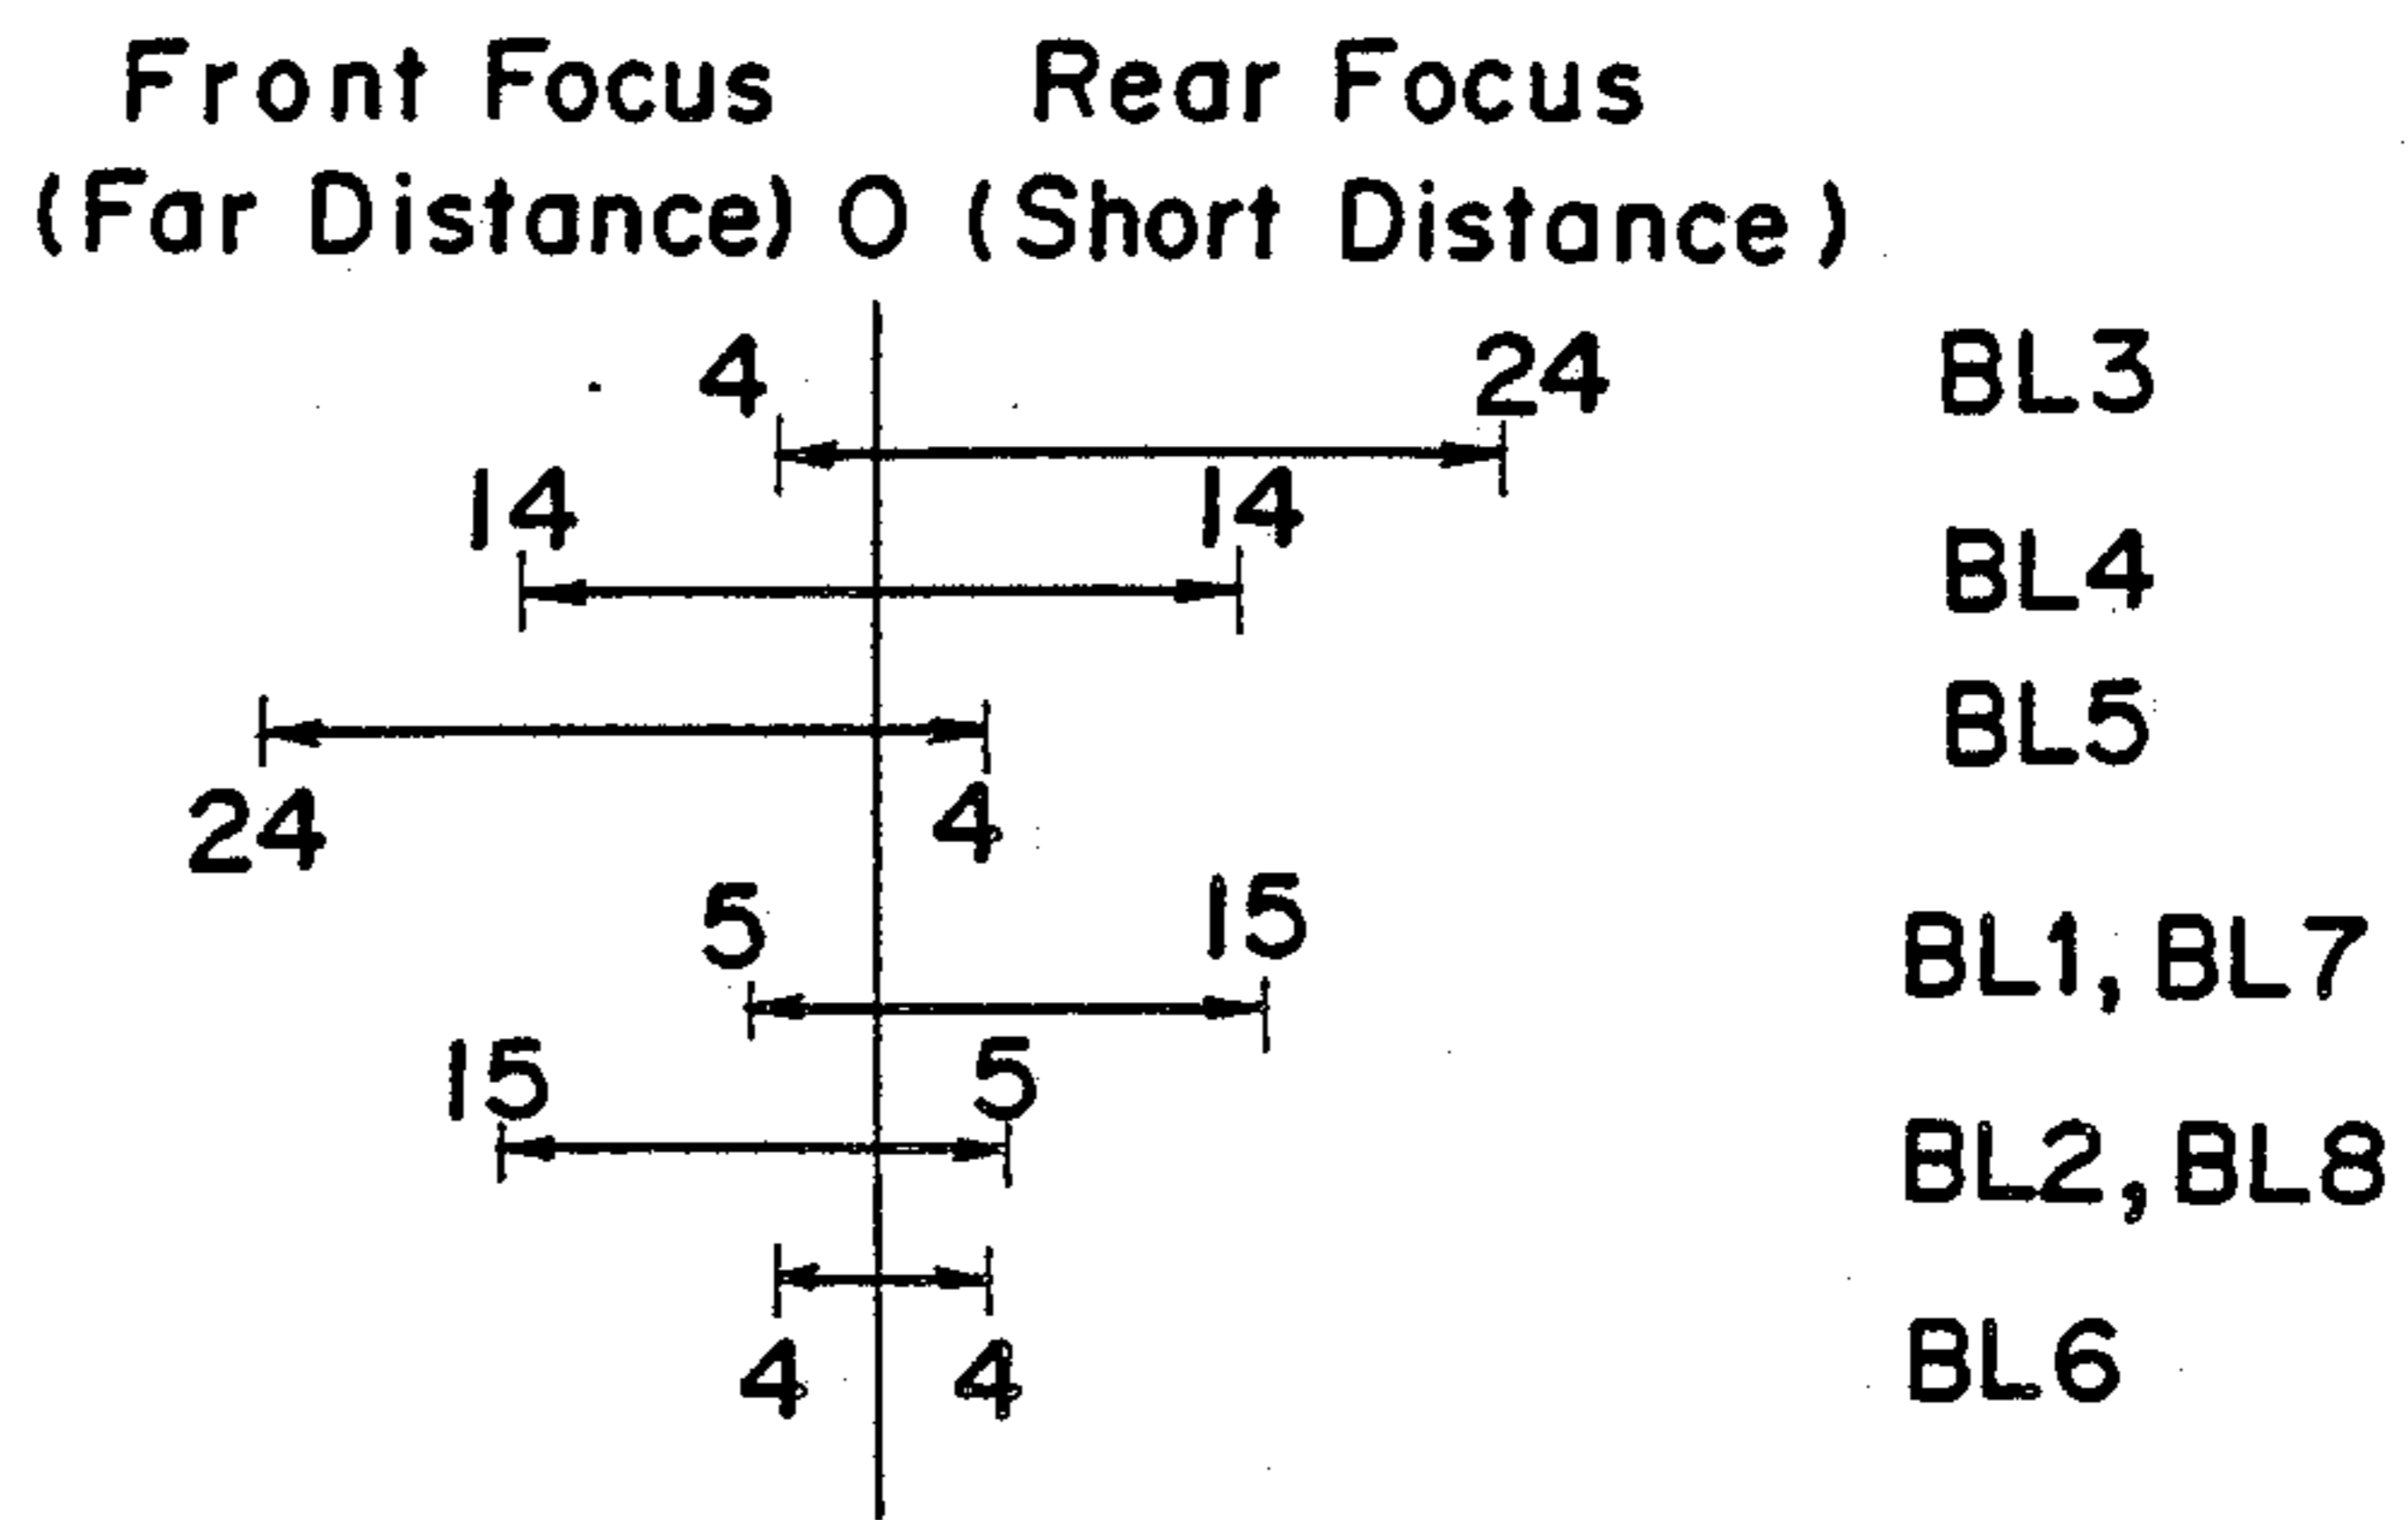 Front Focus Rear Focus
(Far Distance) O (Short Distance)
4 24 BL3
14 14 BL4
BL5
24 4
5 15 BL1, BL7
15 5 BL2, BL8
4 4 BL6